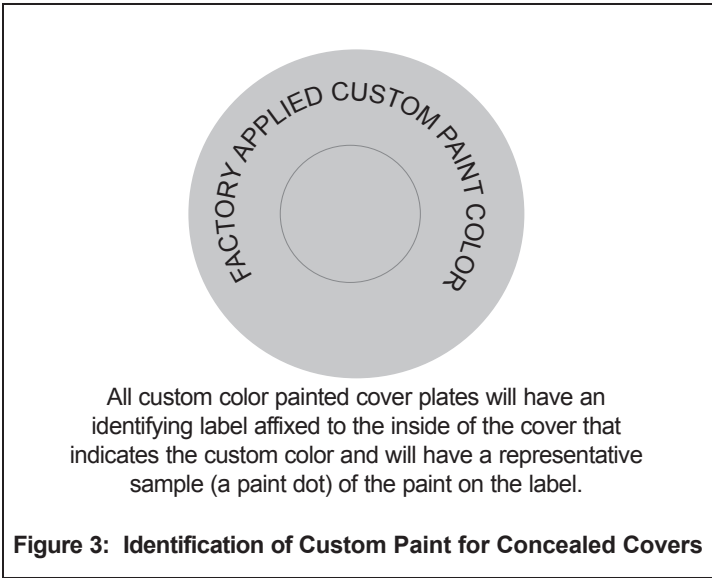 FACTORY APPLIED CUSTOM PAINT COLOR
All custom color painted cover plates will have an
identifying label affixed to the inside of the cover that
indicates the custom color and will have a representative
sample (a paint dot) of the paint on the label.
Figure 3: Identification of Custom Paint for Concealed Covers